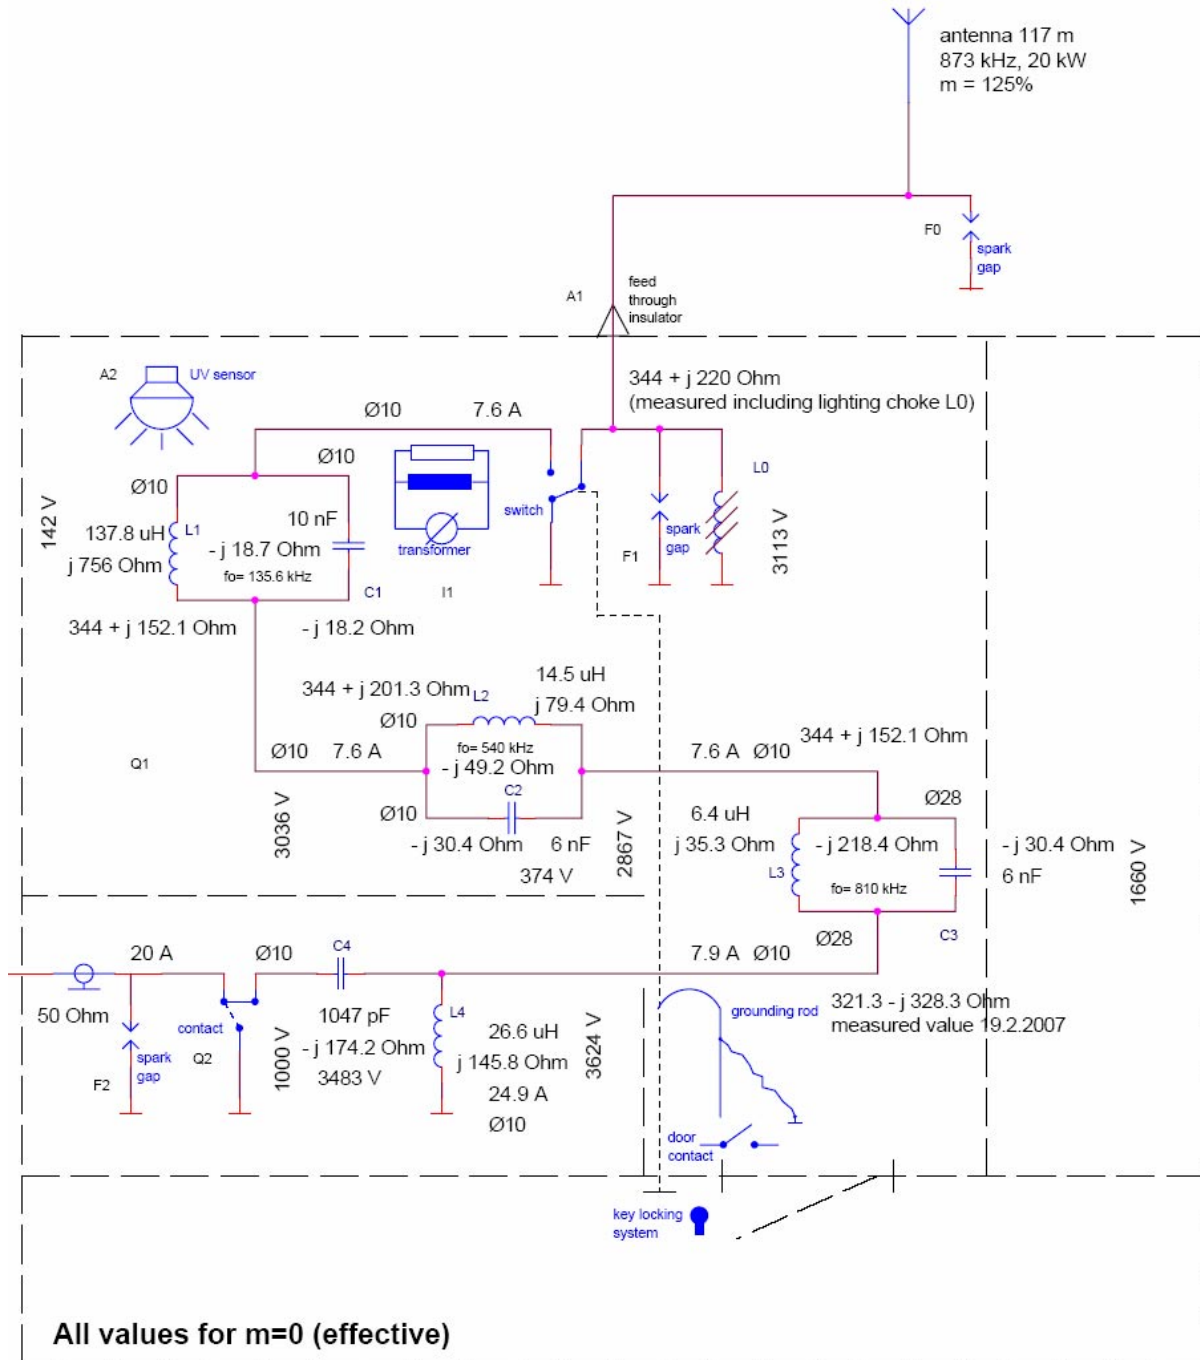 antenna 117 m
873 kHz, 20 kW
m = 125%
F0
spark
gap
A1
feed
through
insulator
A2
UV sensor
344 + j 220 Ohm
(measured including lighting choke L0)
Ø10
7.6 A
Ø10
Ø10
142 V
137.8 uH
L1
j 756 Ohm
10 nF
- j 18.7 Ohm
fo= 135.6 kHz
C1
transformer
I1
switch
spark
gap
F1
L0
3113 V
344 + j 152.1 Ohm
- j 18.2 Ohm
344 + j 201.3 Ohm
L2
14.5 uH
j 79.4 Ohm
Ø10
Q1
Ø10
7.6 A
fo= 540 kHz
- j 49.2 Ohm
C2
Ø10
- j 30.4 Ohm
6 nF
374 V
3036 V
2867 V
7.6 A
Ø10
344 + j 152.1 Ohm
Ø28
6.4 uH
j 35.3 Ohm
L3
- j 218.4 Ohm
fo= 810 kHz
- j 30.4 Ohm
6 nF
1660 V
Ø28
C3
7.9 A
Ø10
20 A
Ø10
C4
50 Ohm
contact
Q2
spark
gap
F2
1000 V
1047 pF
- j 174.2 Ohm
3483 V
L4
26.6 uH
j 145.8 Ohm
24.9 A
Ø10
3624 V
grounding rod
321.3 - j 328.3 Ohm
measured value 19.2.2007
door
contact
key locking
system
All values for m=0 (effective)